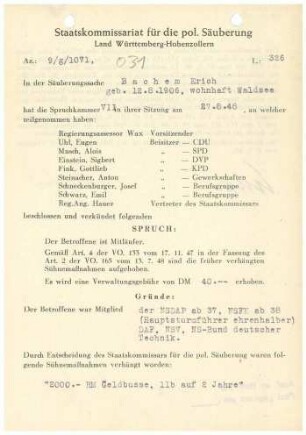 Staatskommissariat für die pol. Säuberung
Land Württemberg-Hohenzollern
Az.: 9/g/1071, 031 L: 326
In der Säuberungssache Bachem Erich
geb. 12.8.1906, wohnhaft Waldsee
hat die Spruchkammer VII in ihrer Sitzung am 27.8.48, an welcher
teilgenommen haben:
Regierungsassessor Wax Vorsitzender
Uhl, Eugen Beisitzer — CDU
Masch, Alois „ — SPD
Einstein, Sigbert „ — DVP
Fink, Gottlieb „ — KPD
Steinacher, Anton „ — Gewerkschaften
Schneckenburger, Josef „ — Berufsgruppe
Schwarz, Emil „ — Berufsgruppe
Reg.Ang. Hauer Vertreter des Staatskommissars
beschlossen und verkündet folgenden
SPRUCH:
Der Betroffene ist Mitläufer.
Gemäß Art. 4 der VO. 133 vom 17. 11. 47 in der Fassung des
Art. 2 der VO. 165 vom 13. 7. 48 sind die früher verhängten
Sühnemaßnahmen aufgehoben.
Es wird eine Verwaltungsgebühr von DM 40.-- erhoben.
Gründe:
Der Betroffene war Mitglied der NSDAP ab 37, NSFK ab 38
(Hauptsturmführer ehrenhalber)
DAF, NSV, NS-Bund deutscher
Technik.
Durch Entscheidung des Staatskommissars für die pol. Säuberung waren fol-
gende Sühnemaßnahmen verhängt worden:
"2000.- RM Geldbusse, 11b auf 2 Jahre"